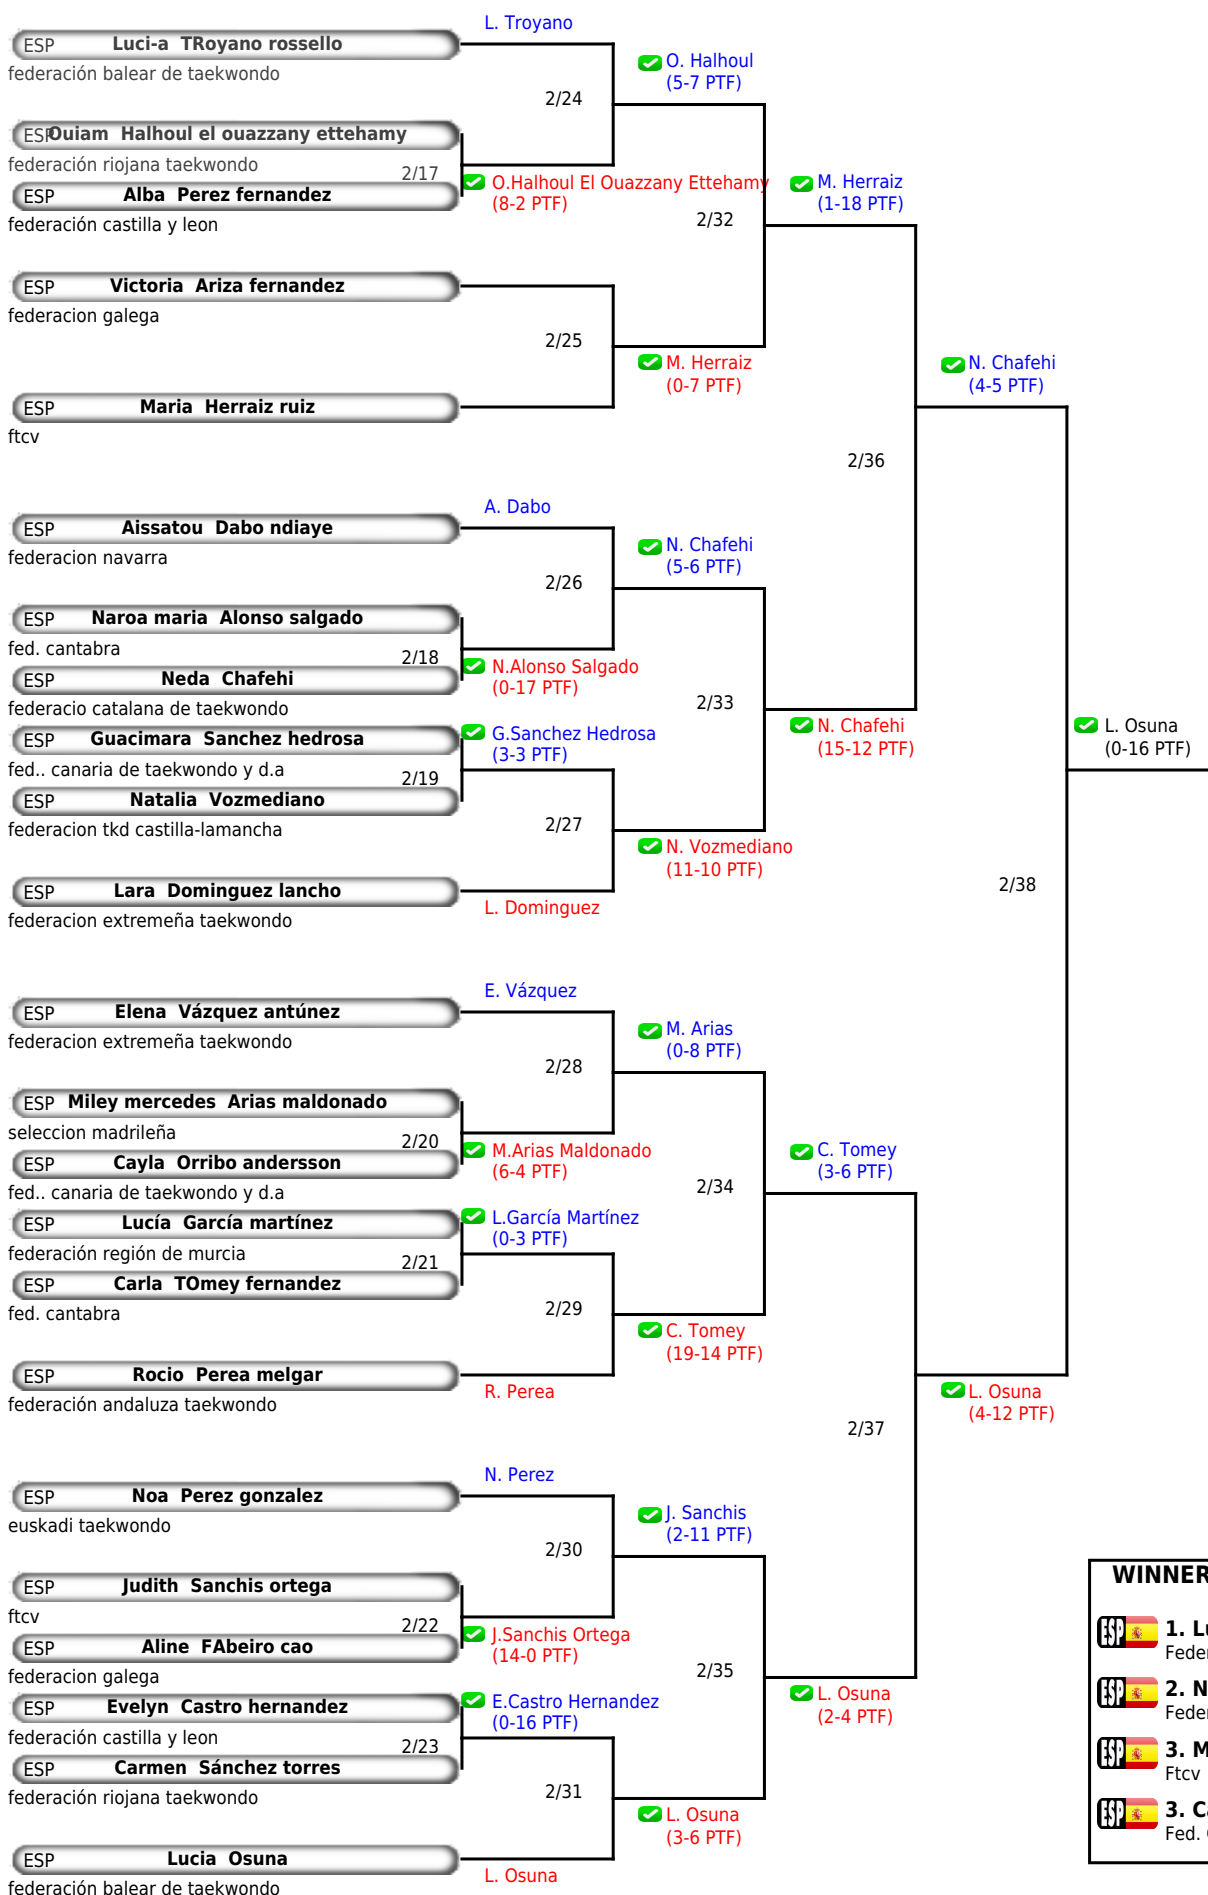 L. Troyano
ESP Luci-a TRoyano rossello
federación balear de taekwondo
O. Halhoul
(5-7 PTF)
2/24
ESP Ouiam Halhoul el ouazzany ettehamy
federación riojana taekwondo
2/17
O.Halhoul El Ouazzany Ettehamy
(8-2 PTF)
ESP Alba Perez fernandez
federación castilla y leon
M. Herraiz
(1-18 PTF)
2/32
ESP Victoria Ariza fernandez
federacion galega
2/25
M. Herraiz
(0-7 PTF)
ESP Maria Herraiz ruiz
ftcv
N. Chafehi
(4-5 PTF)
2/36
A. Dabo
ESP Aissatou Dabo ndiaye
federacion navarra
N. Chafehi
(5-6 PTF)
2/26
ESP Naroa maria Alonso salgado
fed. cantabra
2/18
N.Alonso Salgado
(0-17 PTF)
ESP Neda Chafehi
federacio catalana de taekwondo
2/33
N. Chafehi
(15-12 PTF)
L. Osuna
(0-16 PTF)
ESP Guacimara Sanchez hedrosa
fed.. canaria de taekwondo y d.a
G.Sanchez Hedrosa
(3-3 PTF)
2/19
ESP Natalia Vozmediano
federacion tkd castilla-lamancha
2/27
N. Vozmediano
(11-10 PTF)
ESP Lara Dominguez lancho
federacion extremeña taekwondo
L. Dominguez
2/38
E. Vázquez
ESP Elena Vázquez antúnez
federacion extremeña taekwondo
M. Arias
(0-8 PTF)
2/28
ESP Miley mercedes Arias maldonado
seleccion madrileña
2/20
M.Arias Maldonado
(6-4 PTF)
ESP Cayla Orribo andersson
fed.. canaria de taekwondo y d.a
C. Tomey
(3-6 PTF)
2/34
ESP Lucía García martínez
federación región de murcia
L.García Martínez
(0-3 PTF)
2/21
ESP Carla TOmey fernandez
fed. cantabra
2/29
C. Tomey
(19-14 PTF)
ESP Rocio Perea melgar
federación andaluza taekwondo
R. Perea
L. Osuna
(4-12 PTF)
2/37
N. Perez
ESP Noa Perez gonzalez
euskadi taekwondo
J. Sanchis
(2-11 PTF)
2/30
ESP Judith Sanchis ortega
ftcv
2/22
J.Sanchis Ortega
(14-0 PTF)
ESP Aline FAbeiro cao
federacion galega
2/35
L. Osuna
(2-4 PTF)
ESP Evelyn Castro hernandez
federación castilla y leon
E.Castro Hernandez
(0-16 PTF)
2/23
ESP Carmen Sánchez torres
federación riojana taekwondo
2/31
L. Osuna
(3-6 PTF)
ESP Lucia Osuna
federación balear de taekwondo
L. Osuna
WINNER
ESP 1. Lu
Feder
ESP 2. N
Feder
ESP 3. M
Ftcv
ESP 3. Ca
Fed.